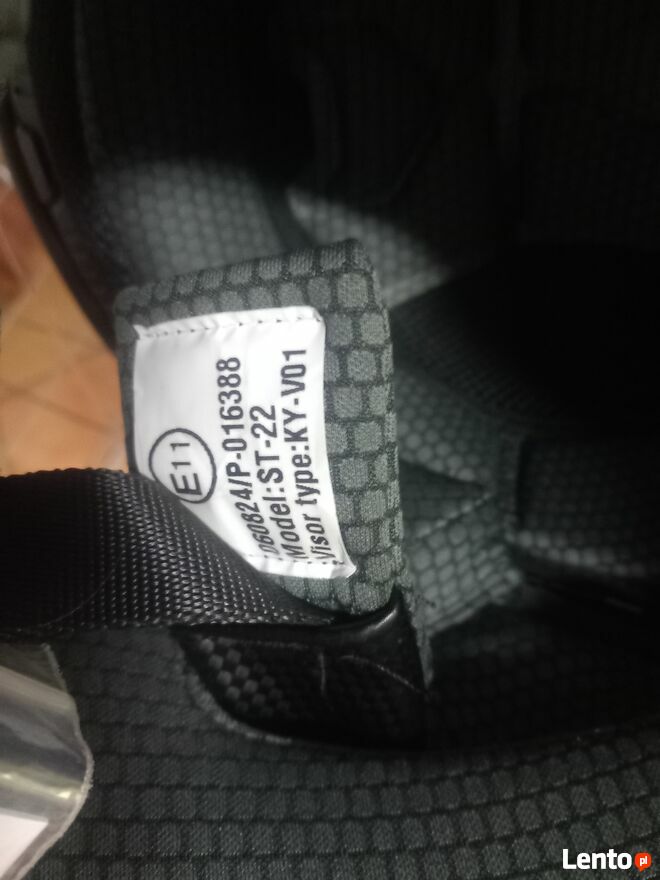 E11
060824/P-016388
Model:ST-22
Visor type:KY-V01
Lento.pl